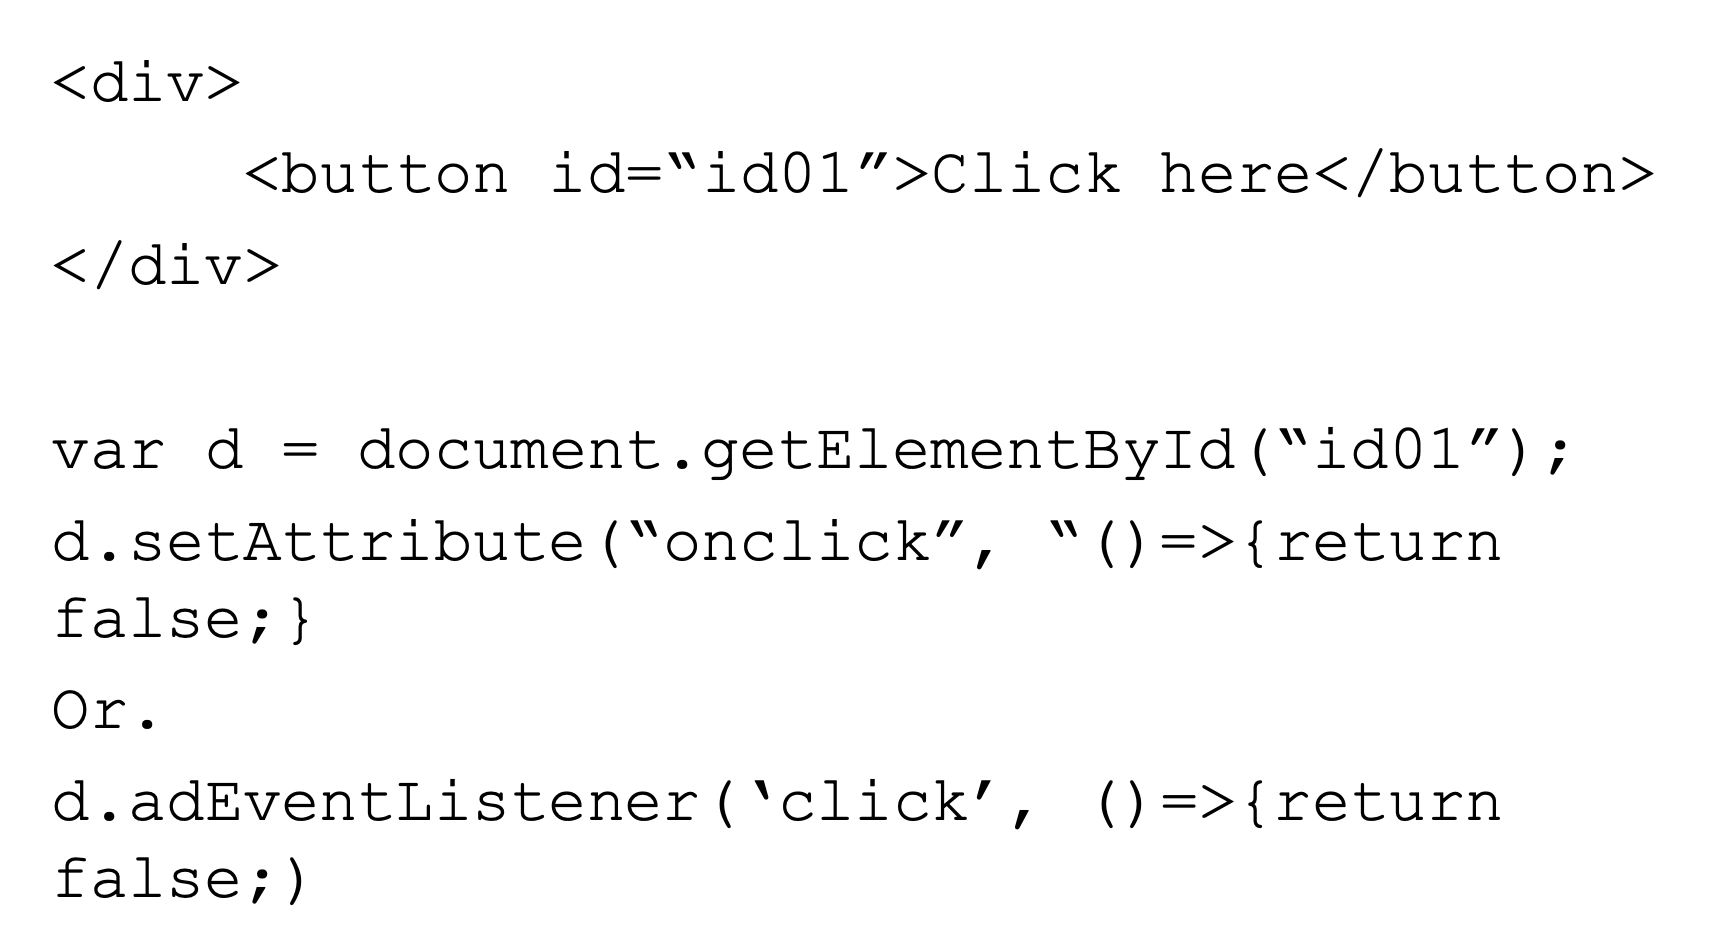 <div>
<button id=“id01”>Click here</button>
</div>
var d = document.getElementById(“id01”);
d.setAttribute(“onclick”, “()=>{return
false;}
Or.
d.adEventListener(‘click’, ()=>{return
false;)